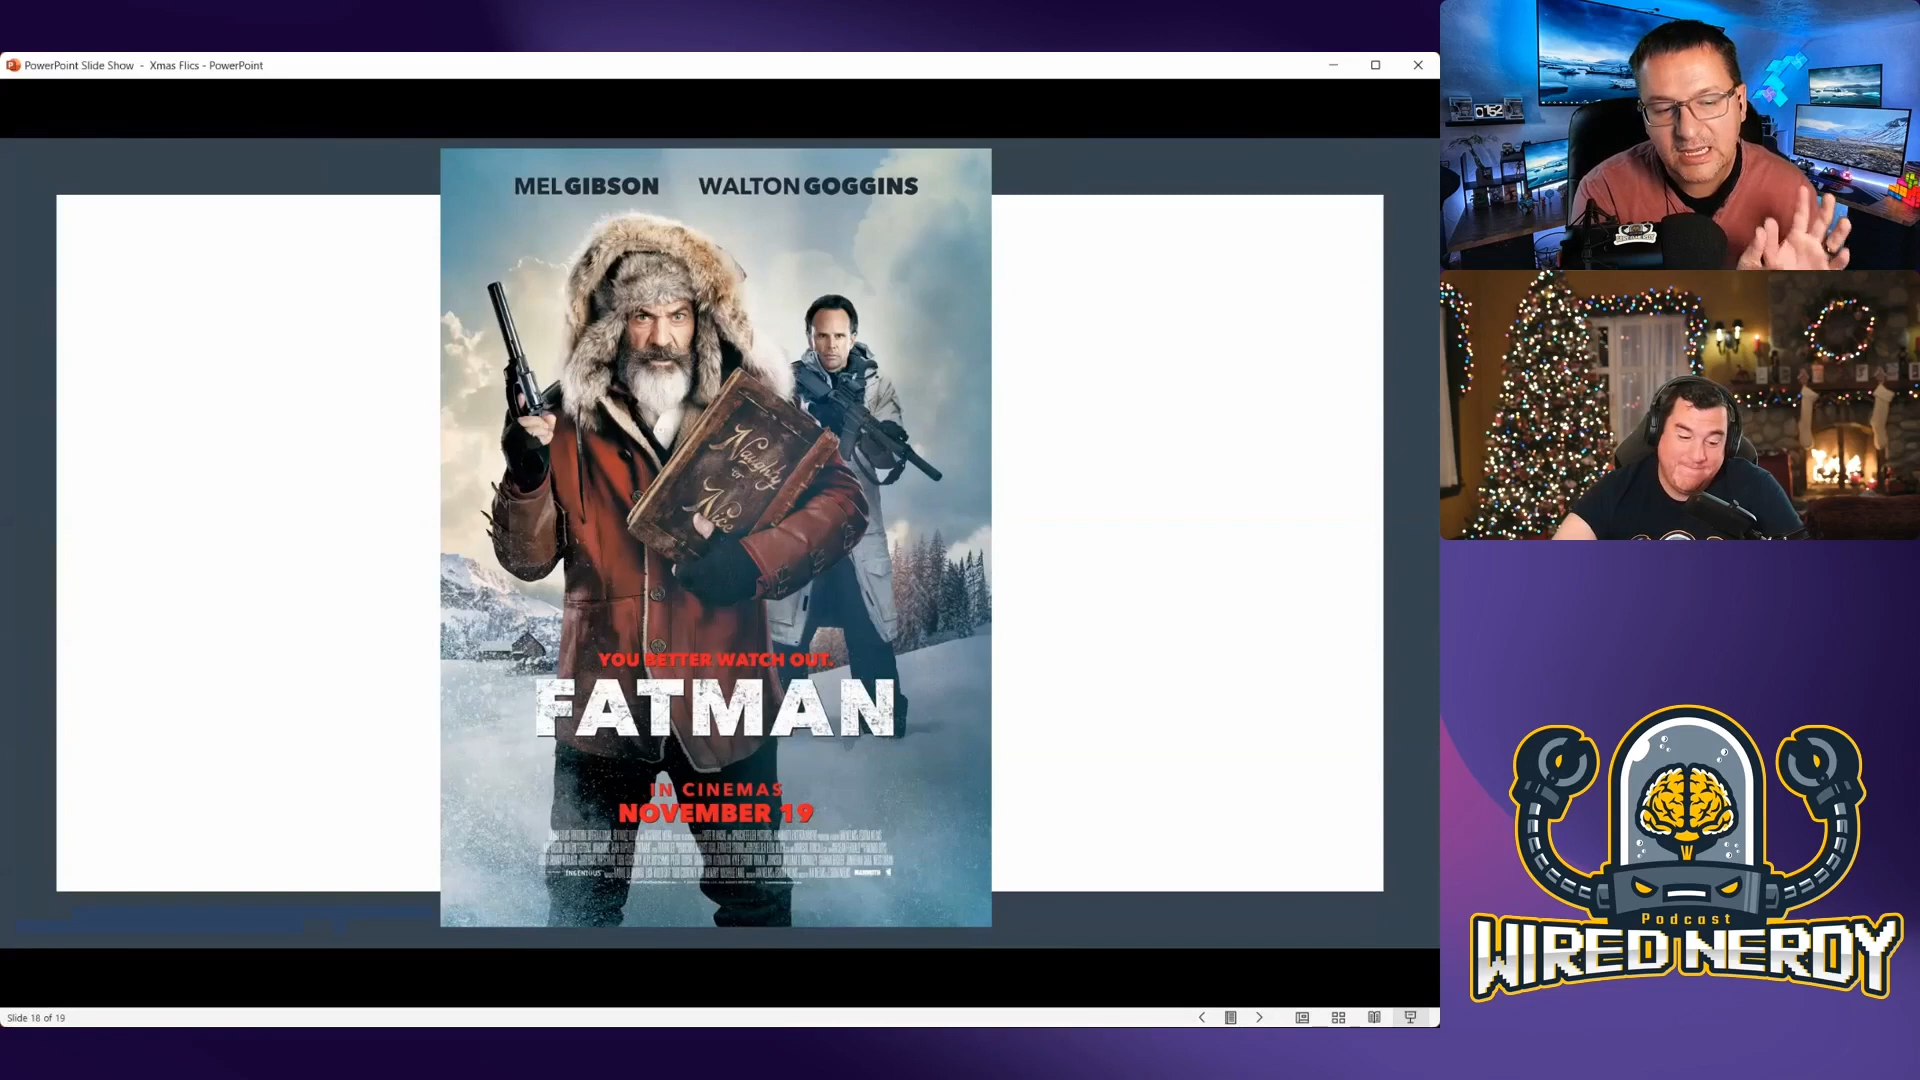 PowerPoint Slide Show - Xmas Flics - PowerPoint
MEL GIBSON WALTON GOGGINS
Naughty
or
Nice
YOU BETTER WATCH OUT.
FATMAN
IN CINEMAS
NOVEMBER 19
INGENIOUS
Slide 18 of 19
Podcast
WIRED NERDY